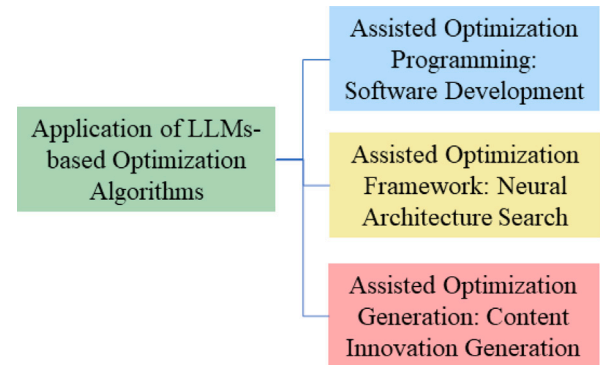 Application of LLMs-
based Optimization
Algorithms
Assisted Optimization
Programming:
Software Development
Assisted Optimization
Framework: Neural
Architecture Search
Assisted Optimization
Generation: Content
Innovation Generation